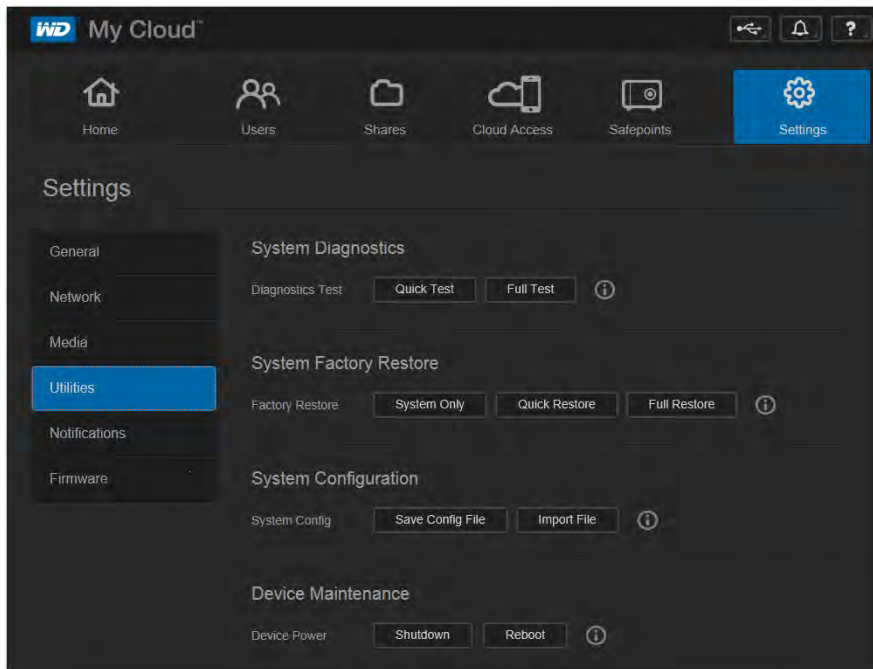 WD My Cloud™
?
Home Users Shares Cloud Access Safepoints Settings
Settings
General
Network
Media
Utilities
Notifications
Firmware
System Diagnostics
Diagnostics Test Quick Test Full Test
System Factory Restore
Factory Restore System Only Quick Restore Full Restore
System Configuration
System Config Save Config File Import File
Device Maintenance
Device Power Shutdown Reboot